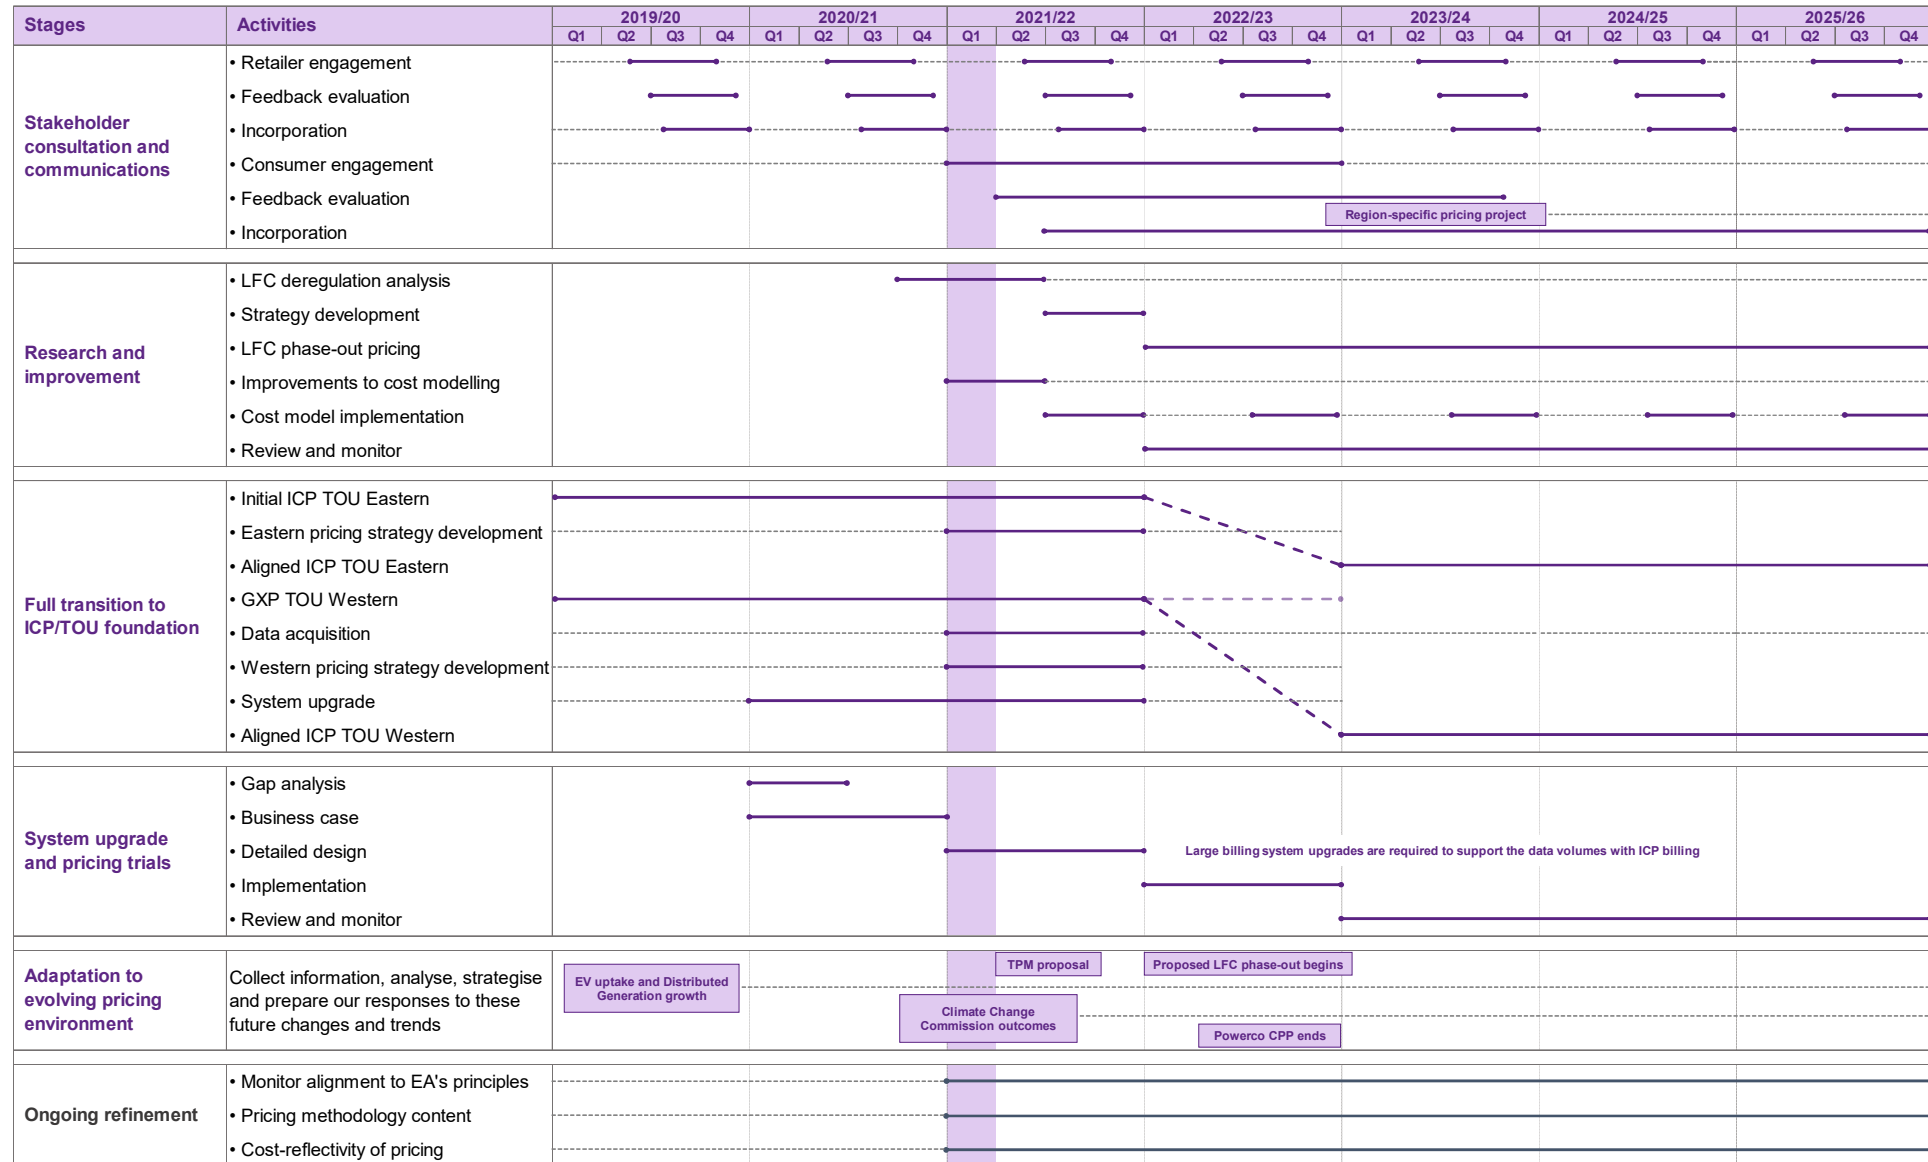 Stages
Activities
2019/20
2020/21
2021/22
2022/23
2023/24
2024/25
2025/26
Q1 Q2 Q3 Q4 Q1 Q2 Q3 Q4 Q1 Q2 Q3 Q4 Q1 Q2 Q3 Q4 Q1 Q2 Q3 Q4 Q1 Q2 Q3 Q4 Q1 Q2 Q3 Q4
Stakeholder
consultation and
communications
• Retailer engagement
• Feedback evaluation
• Incorporation
• Consumer engagement
• Feedback evaluation
• Incorporation
Region-specific pricing project
Research and
improvement
• LFC deregulation analysis
• Strategy development
• LFC phase-out pricing
• Improvements to cost modelling
• Cost model implementation
• Review and monitor
Full transition to
ICP/TOU foundation
• Initial ICP TOU Eastern
• Eastern pricing strategy development
• Aligned ICP TOU Eastern
• GXP TOU Western
• Data acquisition
• Western pricing strategy development
• System upgrade
• Aligned ICP TOU Western
System upgrade
and pricing trials
• Gap analysis
• Business case
• Detailed design
• Implementation
• Review and monitor
Large billing system upgrades are required to support the data volumes with ICP billing
Adaptation to
evolving pricing
environment
Collect information, analyse, strategise
and prepare our responses to these
future changes and trends
EV uptake and Distributed
Generation growth
TPM proposal
Proposed LFC phase-out begins
Climate Change
Commission outcomes
Powerco CPP ends
Ongoing refinement
• Monitor alignment to EA's principles
• Pricing methodology content
• Cost-reflectivity of pricing